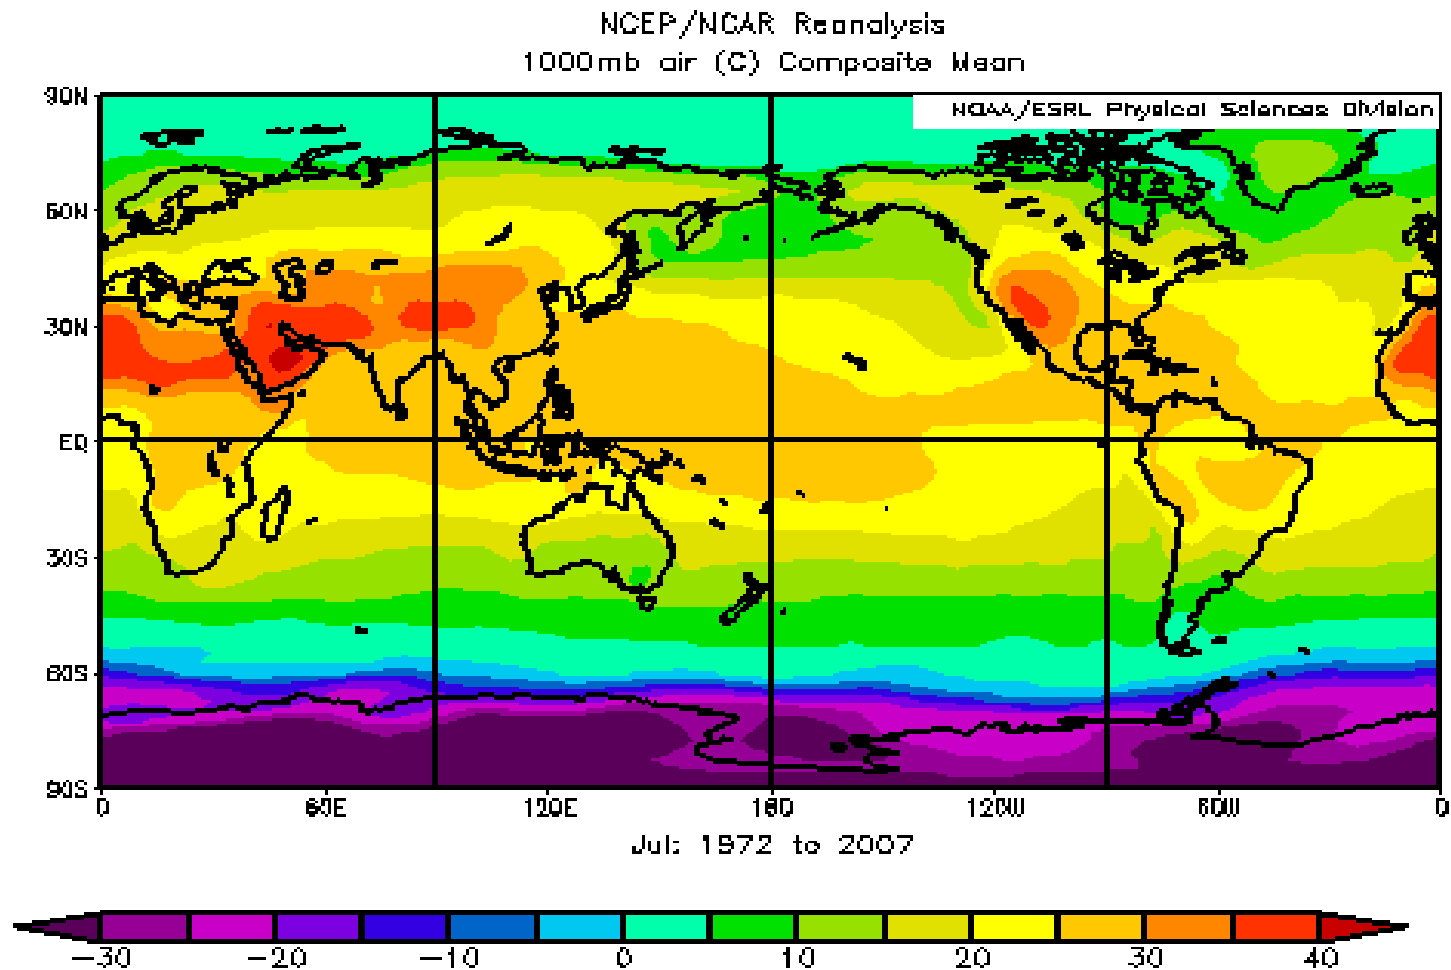 NCEP/NCAR Reanalysis
1000mb air (C) Composite Mean
NOAA/ESRL Physical Sciences Division
90N
60N
30N
EQ
30S
60S
90S
0 60E 120E 180 120W 60W 0
Jul: 1972 to 2007
-30 -20 -10 0 10 20 30 40